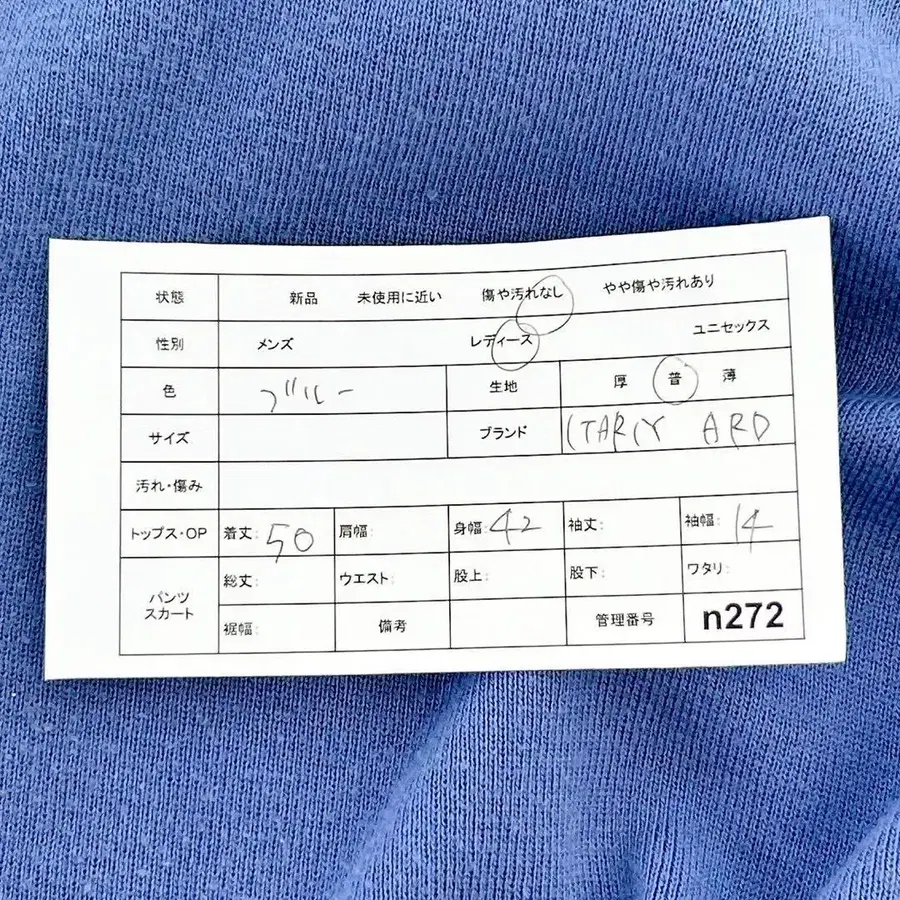 状態 新品 未使用に近い 傷や汚れなし やや傷や汚れあり
性別 メンズ レディース ユニセックス
色 ブルー 生地 厚 普 薄
サイズ ブランド ARD
汚れ・傷み
トップス・OP 着丈: 50 肩幅: 身幅: 42 袖丈: 袖幅: 14
パンツ スカート 総丈: ウエスト: 股上: 股下: ワタリ:
裾幅: 備考 管理番号 n272